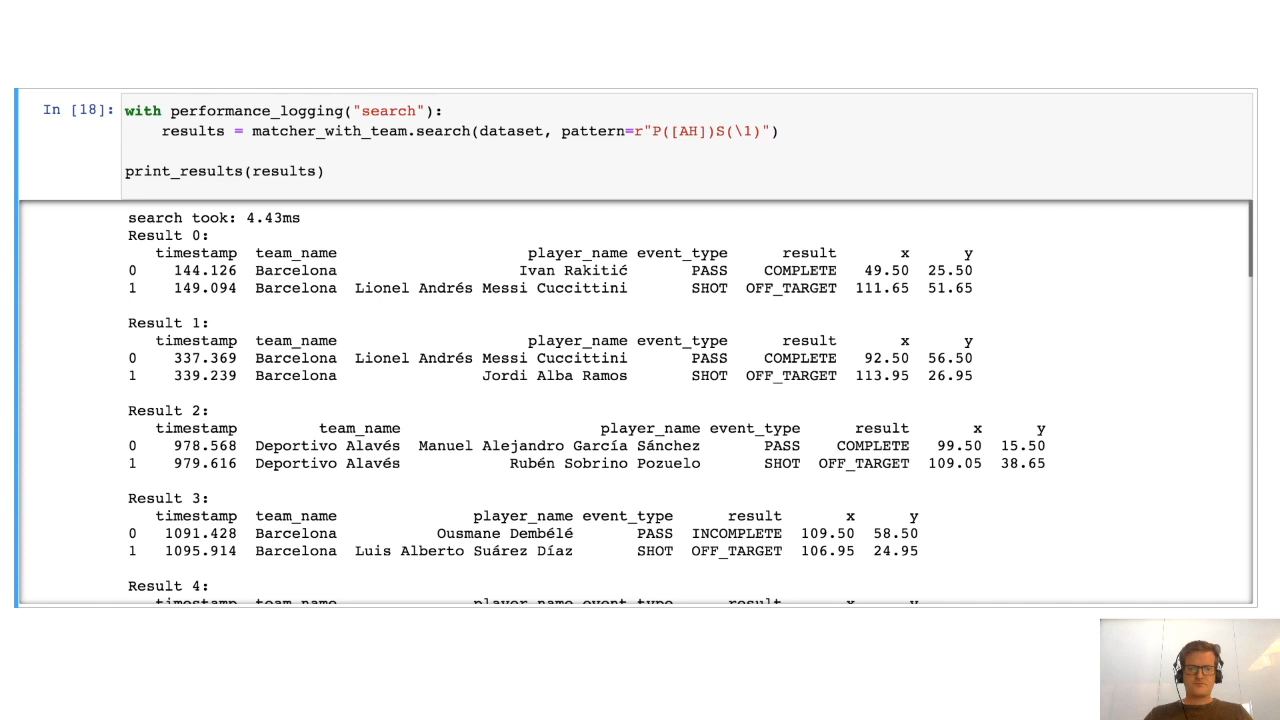 In [18]: with performance_logging("search"):
results = matcher_with_team.search(dataset, pattern=r"P([AH])S(\1)")
print_results(results)
search took: 4.43ms
Result 0:
timestamp team_name player_name event_type result x y
0 144.126 Barcelona Ivan Rakitić PASS COMPLETE 49.50 25.50
1 149.094 Barcelona Lionel Andrés Messi Cuccittini SHOT OFF_TARGET 111.65 51.65
Result 1:
timestamp team_name player_name event_type result x y
0 337.369 Barcelona Lionel Andrés Messi Cuccittini PASS COMPLETE 92.50 56.50
1 339.239 Barcelona Jordi Alba Ramos SHOT OFF_TARGET 113.95 26.95
Result 2:
timestamp team_name player_name event_type result x y
0 978.568 Deportivo Alavés Manuel Alejandro García Sánchez PASS COMPLETE 99.50 15.50
1 979.616 Deportivo Alavés Rubén Sobrino Pozuelo SHOT OFF_TARGET 109.05 38.65
Result 3:
timestamp team_name player_name event_type result x y
0 1091.428 Barcelona Ousmane Dembélé PASS INCOMPLETE 109.50 58.50
1 1095.914 Barcelona Luis Alberto Suárez Díaz SHOT OFF_TARGET 106.95 24.95
Result 4:
timestamp team_name player_name event_type result x y